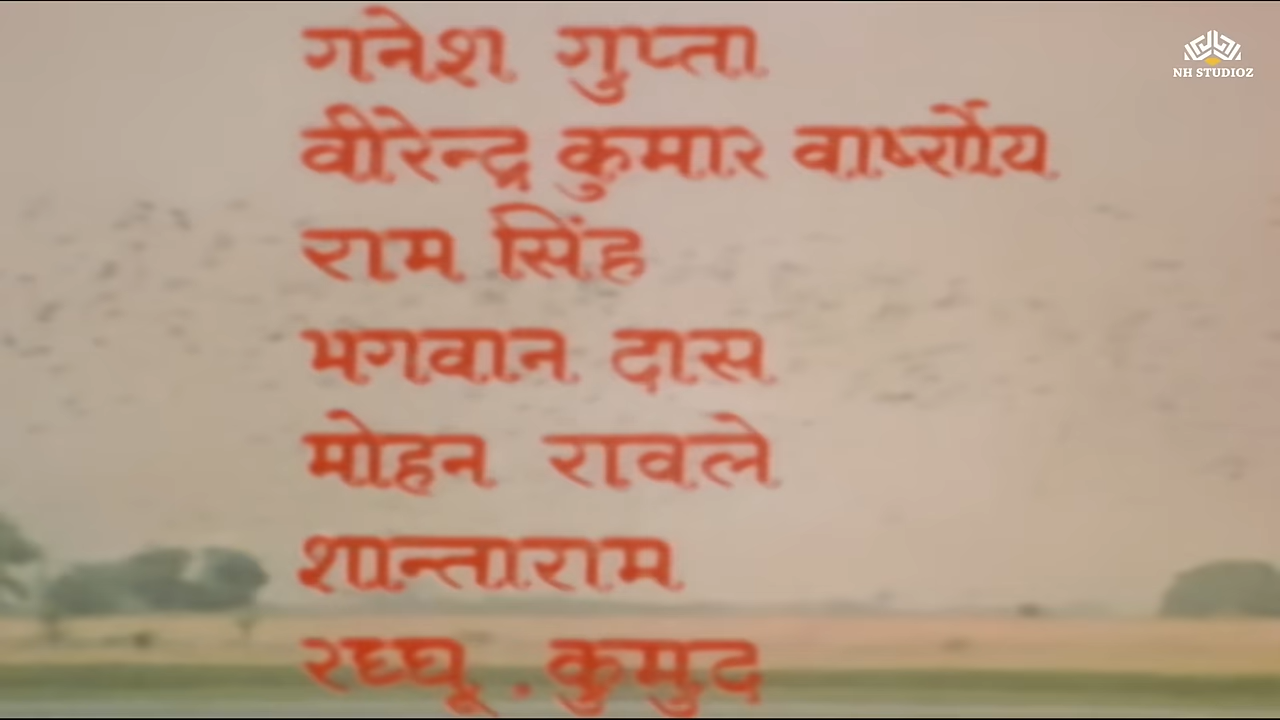 गनेश गुप्ता
NH STUDIOZ
वीरेन्द्र कुमार वार्ष्णेय
राम सिंह
भगवान दास
मोहन रावले
शान्ताराम
रघ्घू . कुमुद